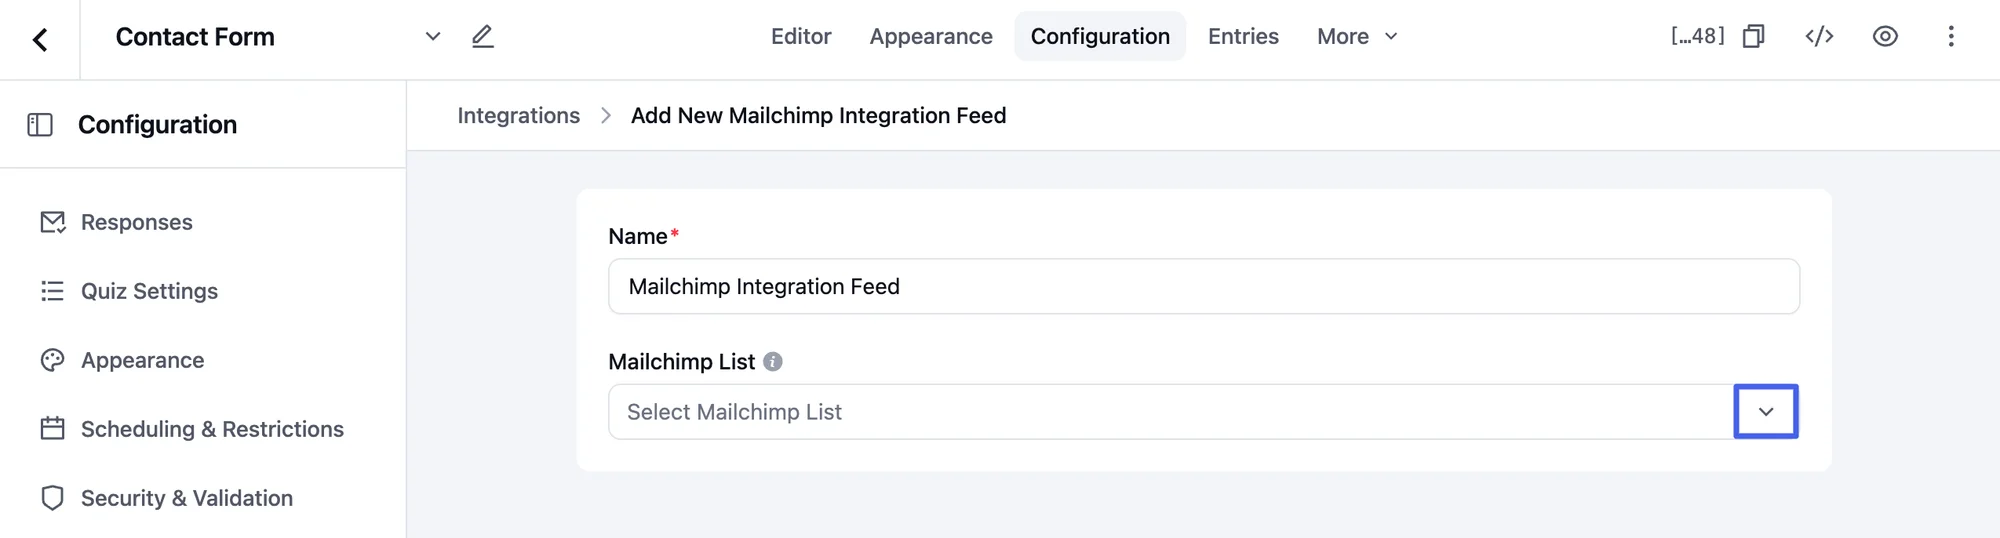 Contact Form
Editor
Appearance
Configuration
Entries
More
[...48]
Configuration
Integrations > Add New Mailchimp Integration Feed
Responses
Quiz Settings
Appearance
Scheduling & Restrictions
Security & Validation
Name*
Mailchimp Integration Feed
Mailchimp List
Select Mailchimp List